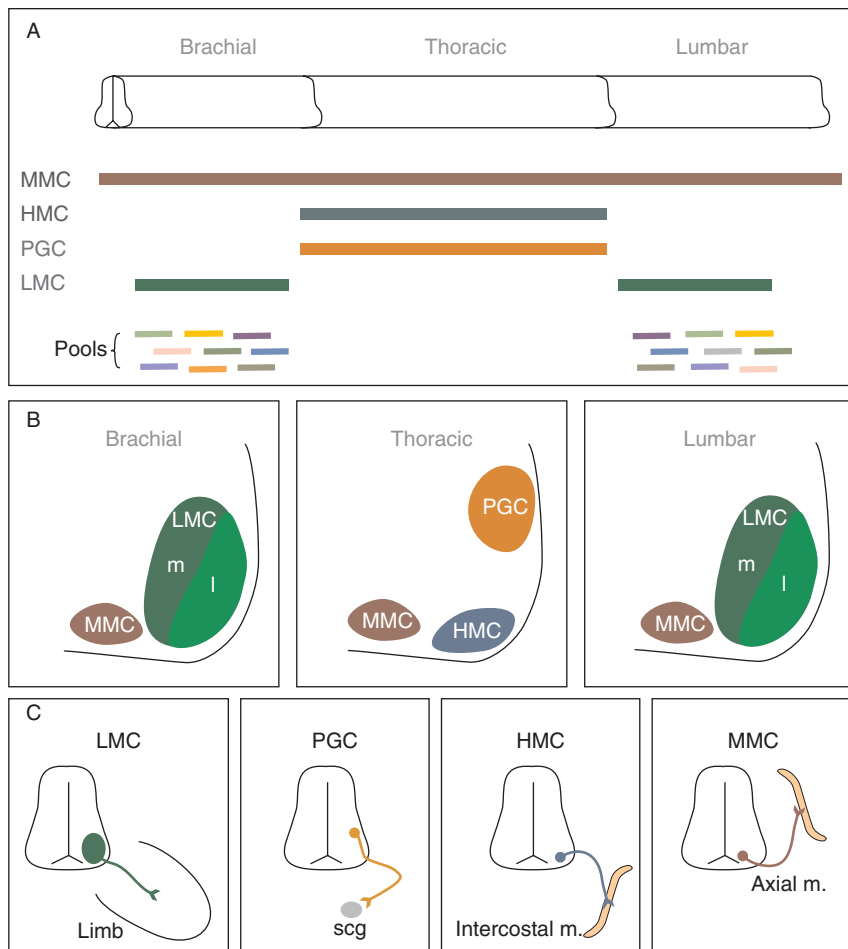 A
Brachial Thoracic Lumbar
MMC
HMC
PGC
LMC
Pools
B
Brachial
LMC
m
l
MMC
Thoracic
PGC
MMC
HMC
Lumbar
LMC
m
l
MMC
C
LMC
Limb
PGC
scg
HMC
Intercostal m.
MMC
Axial m.